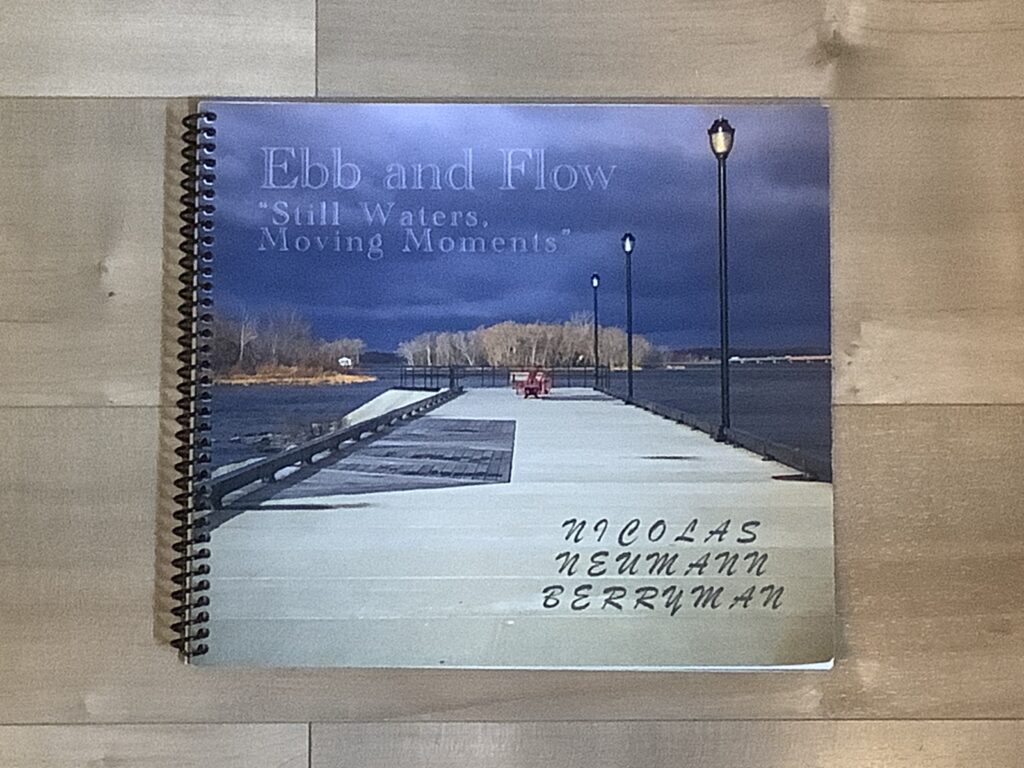 Ebb and Flow
"Still Waters,
Moving Moments"
NICOLAS
NEUMANN
BERRYMAN